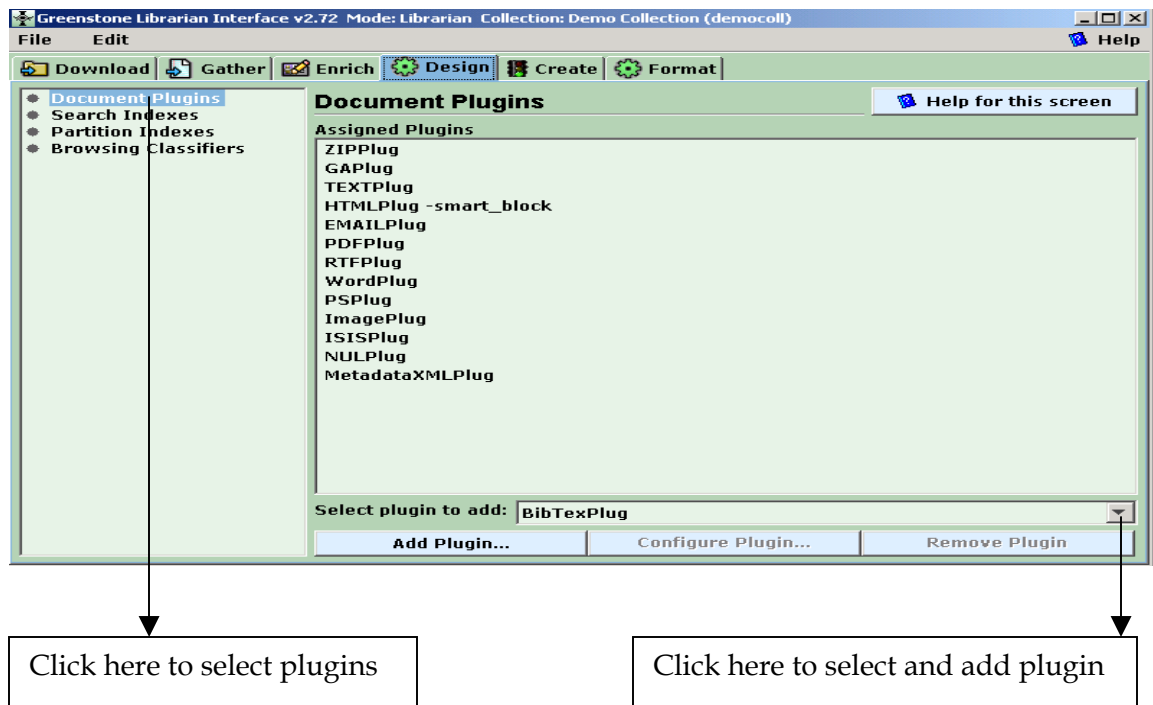 Greenstone Librarian Interface v2.72 Mode: Librarian Collection: Demo Collection (democoll)
File Edit Help
Download Gather Enrich Design Create Format
Document Plugins
Search Indexes
Partition Indexes
Browsing Classifiers
Document Plugins
Help for this screen
Assigned Plugins
ZIPPlug
GAPlug
TEXTPlug
HTMLPlug -smart_block
EMAILPlug
PDFPlug
RTFPlug
WordPlug
PSPlug
ImagePlug
ISISPlug
NULPlug
MetadataXMLPlug
Select plugin to add: BibTexPlug
Add Plugin... Configure Plugin... Remove Plugin
Click here to select plugins
Click here to select and add plugin